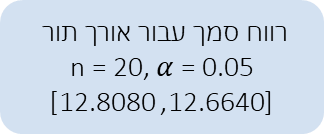 רווח סמך עבור אורך תור
n = 20, 𝜶 = 0.05
[12.8080 ,12.6640]